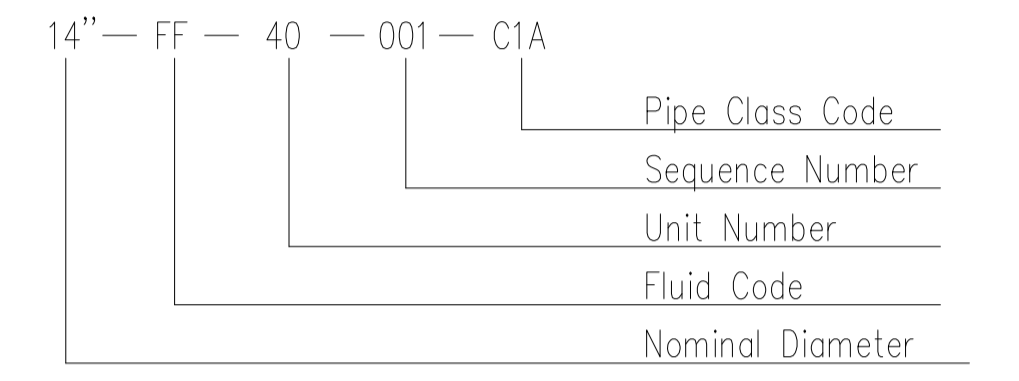 14’’— FF — 40 — 001 — C1A
Pipe Class Code
Sequence Number
Unit Number
Fluid Code
Nominal Diameter